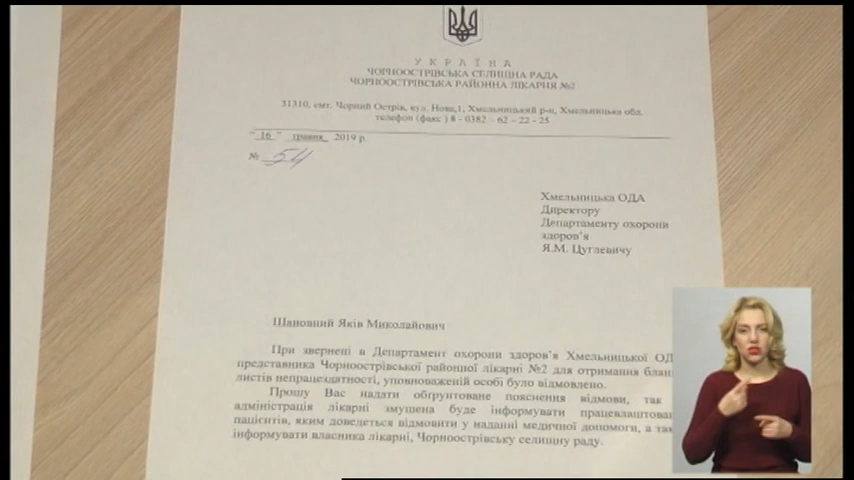 УКРАЇНА
ЧОРНООСТРІВСЬКА СЕЛИЩНА РАДА
ЧОРНООСТРІВСЬКА РАЙОННА ЛІКАРНЯ №2
31310, смт. Чорний Острів, вул. Нова,1, Хмельницький р-н, Хмельницька обл.
телефон (факс ) 8 - 0382 - 62 - 22 - 25
" 16 " травня 2019 р.
№ 54
Хмельницька ОДА
Директору
Департаменту охорони
здоров’я
Я.М. Цуглевичу
Шановний Яків Миколайович
При звернені в Департамент охорони здоров’я Хмельницької ОД
представника Чорноострівської районної лікарні №2 для отримання блан
листів непрацездатності, уповноваженій особі було відмовлено.
Прошу Вас надати обґрунтоване пояснення відмови, так
адміністрація лікарні змушена буде інформувати працевлаштован
пацієнтів, яким доведеться відмовити у наданні медичної допомоги, а та
інформувати власника лікарні, Чорноострівську селищну раду.